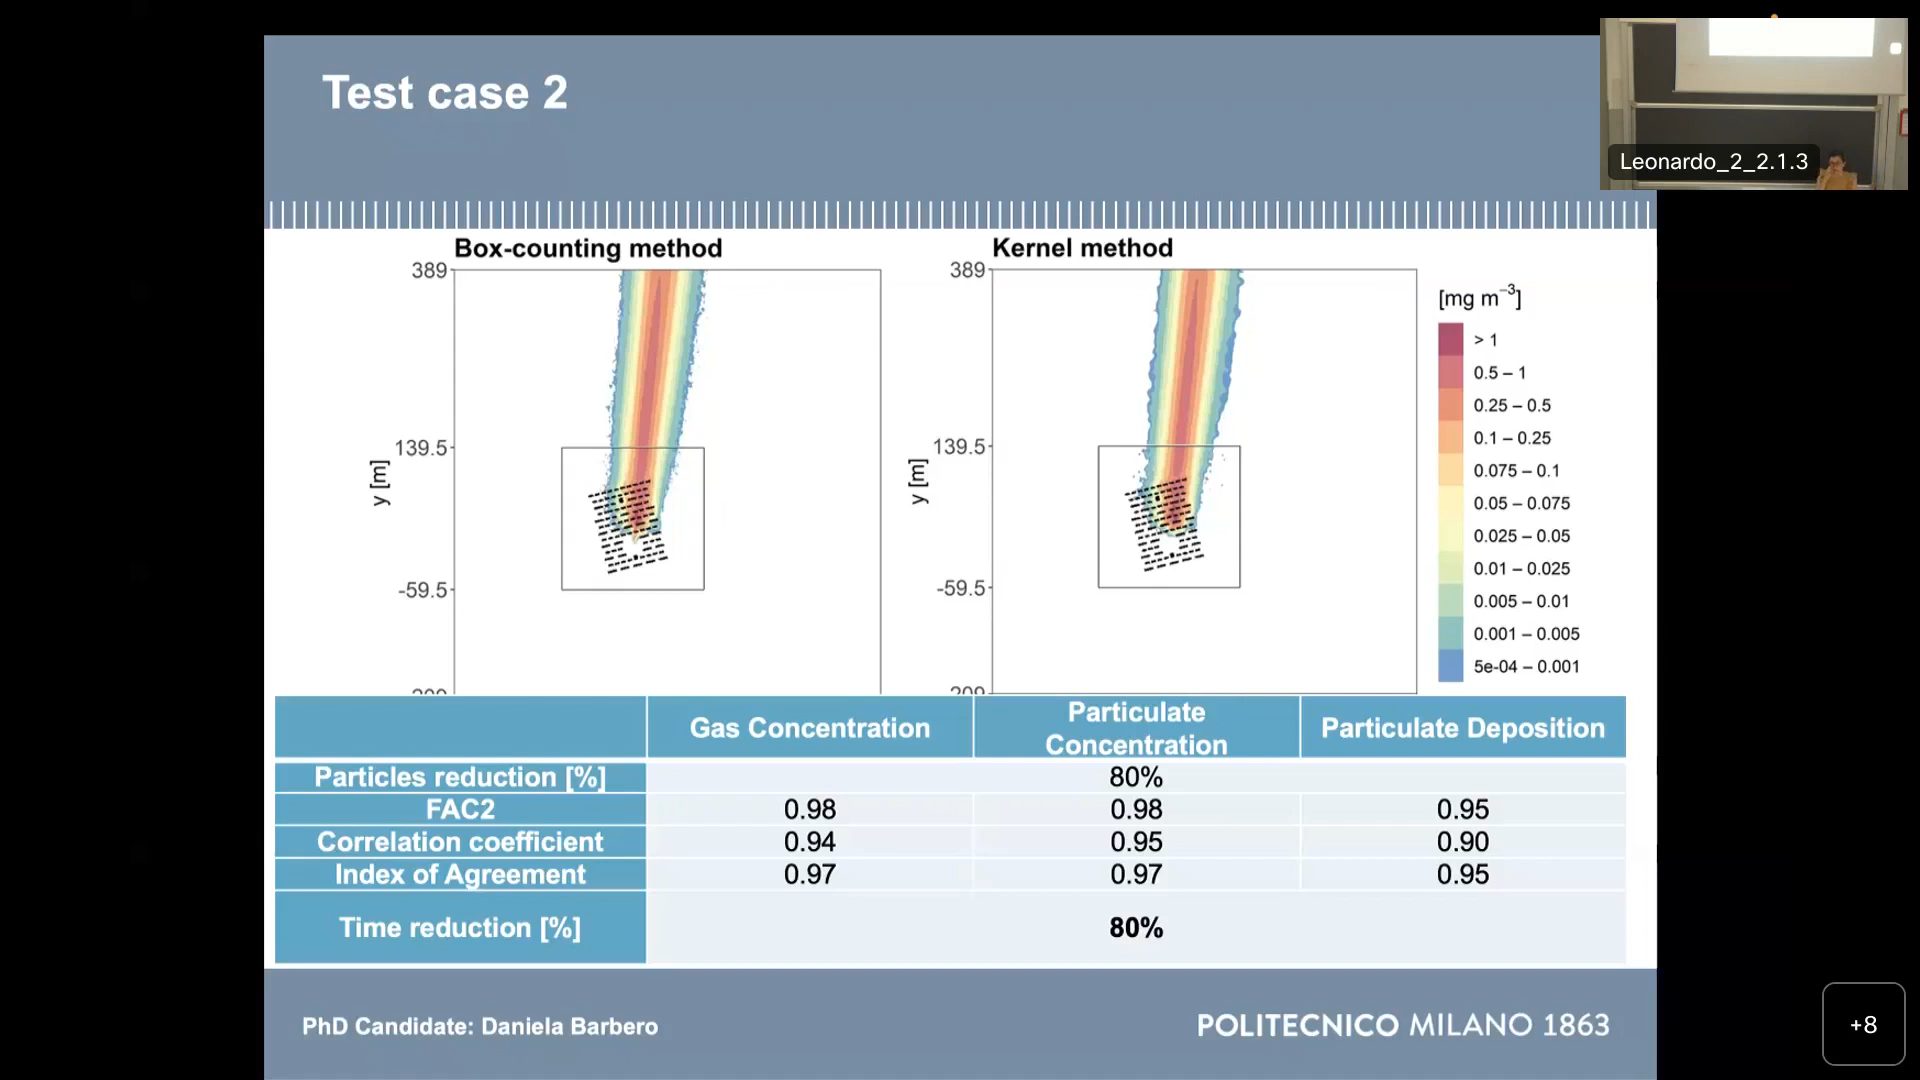 Test case 2
Leonardo_2_2.1.3
Box-counting method
389
139.5
-59.5
y [m]
Kernel method
389
139.5
-59.5
y [m]
[mg m⁻³]
> 1
0.5 – 1
0.25 – 0.5
0.1 – 0.25
0.075 – 0.1
0.05 – 0.075
0.025 – 0.05
0.01 – 0.025
0.005 – 0.01
0.001 – 0.005
5e-04 – 0.001
Gas Concentration
Particulate
Concentration
Particulate Deposition
Particles reduction [%] 80%
FAC2 0.98 0.98 0.95
Correlation coefficient 0.94 0.95 0.90
Index of Agreement 0.97 0.97 0.95
Time reduction [%] 80%
PhD Candidate: Daniela Barbero
POLITECNICO MILANO 1863
+8